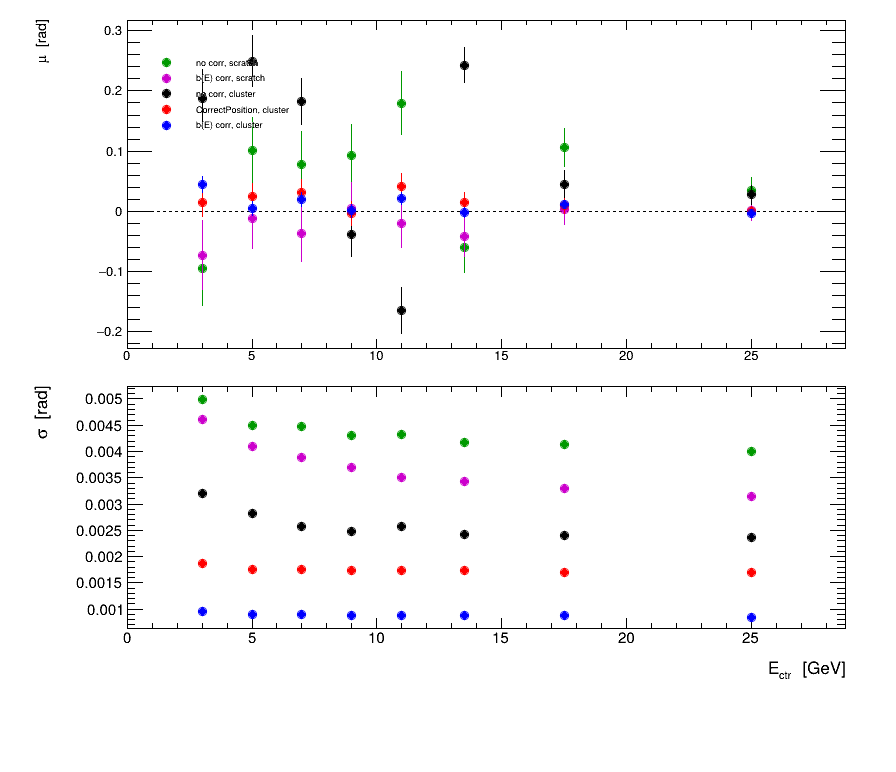 μ [rad]
0.3
0.2
0.1
0
−0.1
−0.2
no corr, scratch
b(E) corr, scratch
no corr, cluster
CorrectPosition, cluster
b(E) corr, cluster
0 5 10 15 20 25
σ [rad]
0.005
0.0045
0.004
0.0035
0.003
0.0025
0.002
0.0015
0.001
0 5 10 15 20 25
E_ctr [GeV]